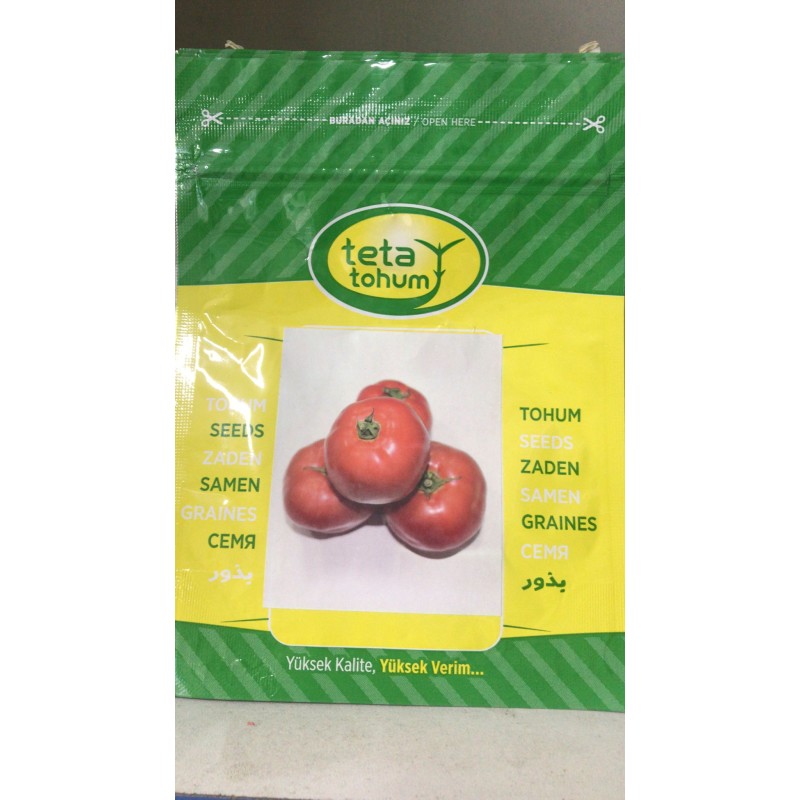 BURADAN AÇINIZ / OPEN HERE
teta
tohum
TOHUM
SEEDS
ZADEN
SAMEN
GRAINES
СЕМЯ
بذور
TOHUM
SEEDS
ZADEN
SAMEN
GRAINES
СЕМЯ
بذور
Yüksek Kalite, Yüksek Verim...